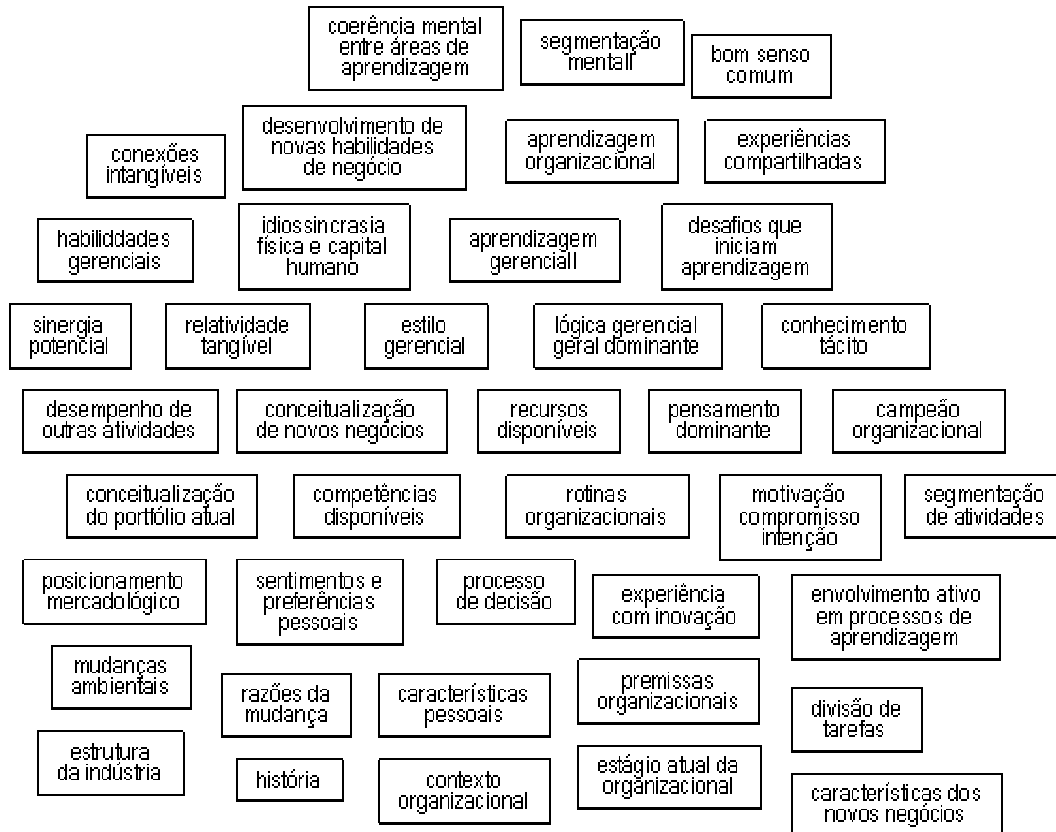 coerência mental
entre áreas de
aprendizagem
segmentação
mentall
bom senso
comum
conexões
intangíveis
desenvolvimento de
novas habilidades
de negócio
aprendizagem
organizacional
experiências
compartilhadas
habiliddades
gerenciais
idiossincrasia
física e capital
humano
aprendizagem
gerenciall
desafios que
iniciam
aprendizagem
sinergia
potencial
relatividade
tangível
estilo
gerencial
lógica gerencial
geral dominante
conhecimento
tácito
desempenho de
outras atividades
conceitualização
de novos negócios
recursos
disponíveis
pensamento
dominante
campeão
organizacional
conceitualização
do portfólio atual
competências
disponíveis
rotinas
organizacionais
motivação
compromisso
intenção
segmentação
de atividades
posicionamento
mercadológico
sentimentos e
preferências
pessoais
processo
de decisão
experiência
com inovação
envolvimento ativo
em processos de
aprendizagem
mudanças
ambientais
razões da
mudança
características
pessoais
premissas
organizacionais
divisão de
tarefas
estrutura
da indústria
história
contexto
organizacional
estágio atual da
organizacional
características dos
novos negócios